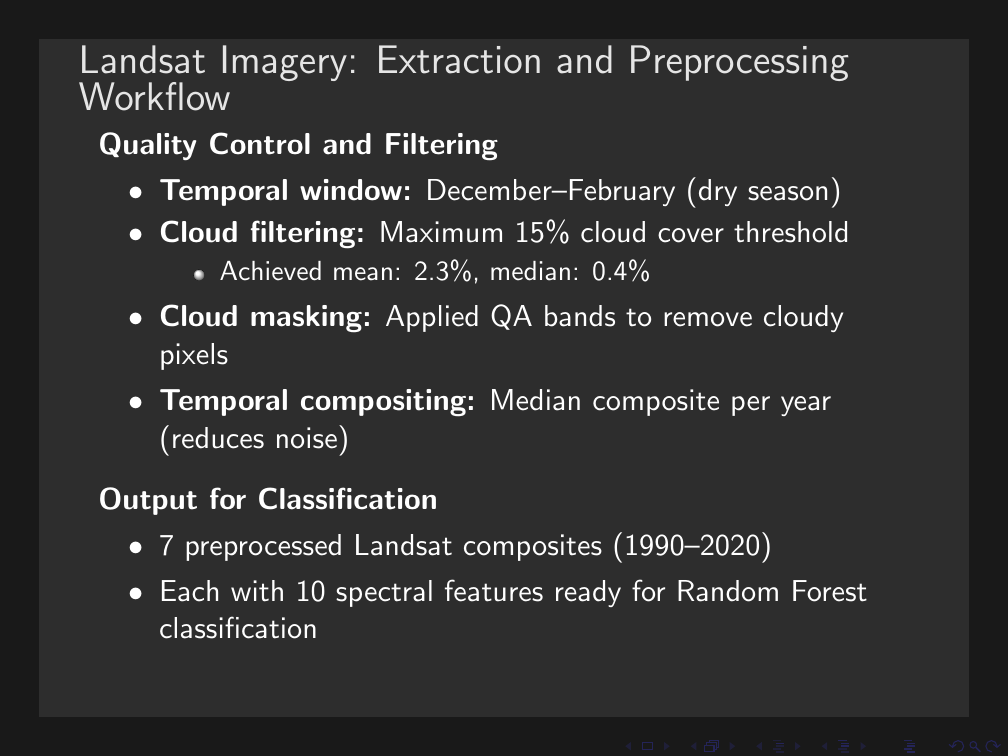 Landsat Imagery: Extraction and Preprocessing
Workflow
Quality Control and Filtering
• Temporal window: December–February (dry season)
• Cloud filtering: Maximum 15% cloud cover threshold
• Achieved mean: 2.3%, median: 0.4%
• Cloud masking: Applied QA bands to remove cloudy
pixels
• Temporal compositing: Median composite per year
(reduces noise)
Output for Classification
• 7 preprocessed Landsat composites (1990–2020)
• Each with 10 spectral features ready for Random Forest
classification